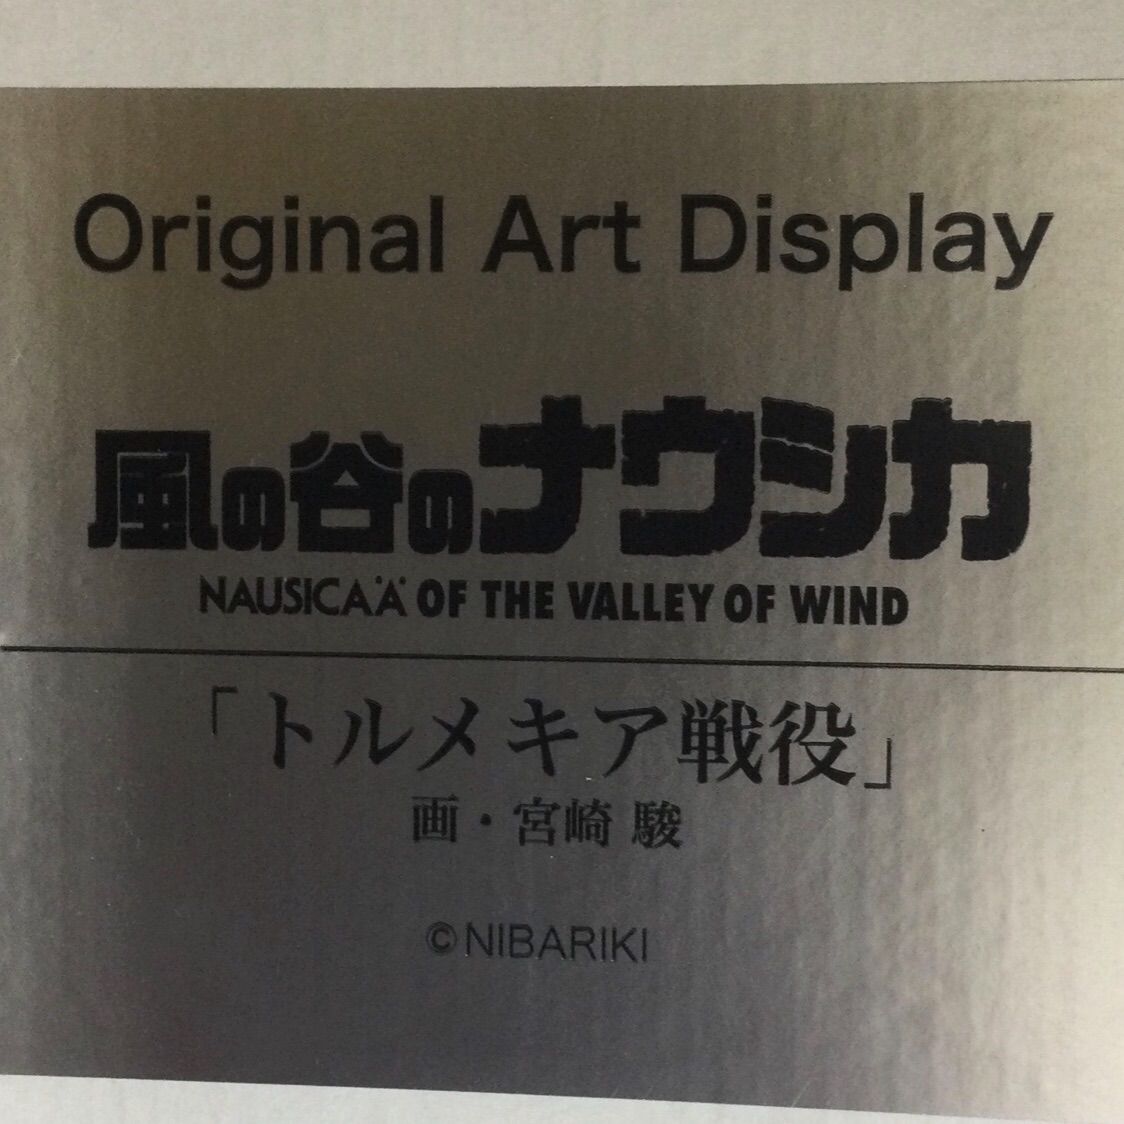 Original Art Display
風の谷のナウシカ
NAUSICAÄ OF THE VALLEY OF WIND
「トルメキア戦役」
画・宮崎 駿
©NIBARIKI